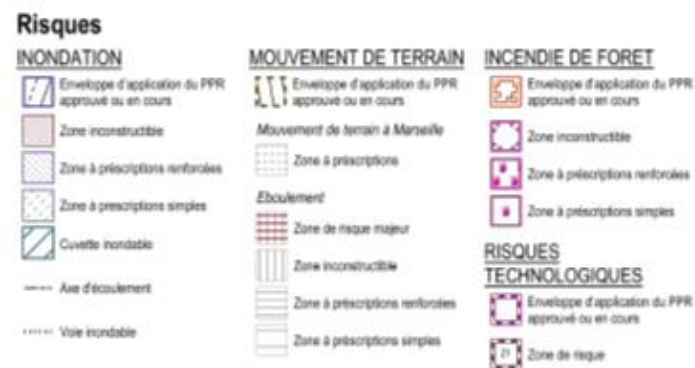 Risques
INONDATION
Enveloppe d'application du PPR
approuvé ou en cours
Zone inconstructible
Zone à préscriptions renforcées
Zone à prescriptions simples
Cuvette inondable
Axe d'écoulement
Voie inondable
MOUVEMENT DE TERRAIN
Enveloppe d'application du PPR
approuvé ou en cours
Mouvement de terrain à Marseille
Zone à préscriptions
Eboulement
Zone de risque majeur
Zone inconstructible
Zone à préscriptions renforcées
Zone à préscriptions simples
INCENDIE DE FORET
Enveloppe d'application du PPR
approuvé ou en cours
Zone inconstructible
Zone à préscriptions renforcées
Zone à préscriptions simples
RISQUES
TECHNOLOGIQUES
Enveloppe d'application du PPR
approuvé ou en cours
Zone de risque